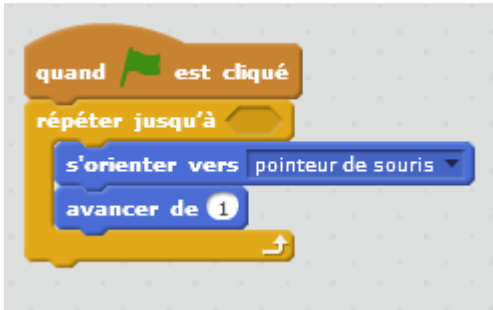 quand est cliqué
répéter jusqu'à
s'orienter vers pointeur de souris
avancer de 1